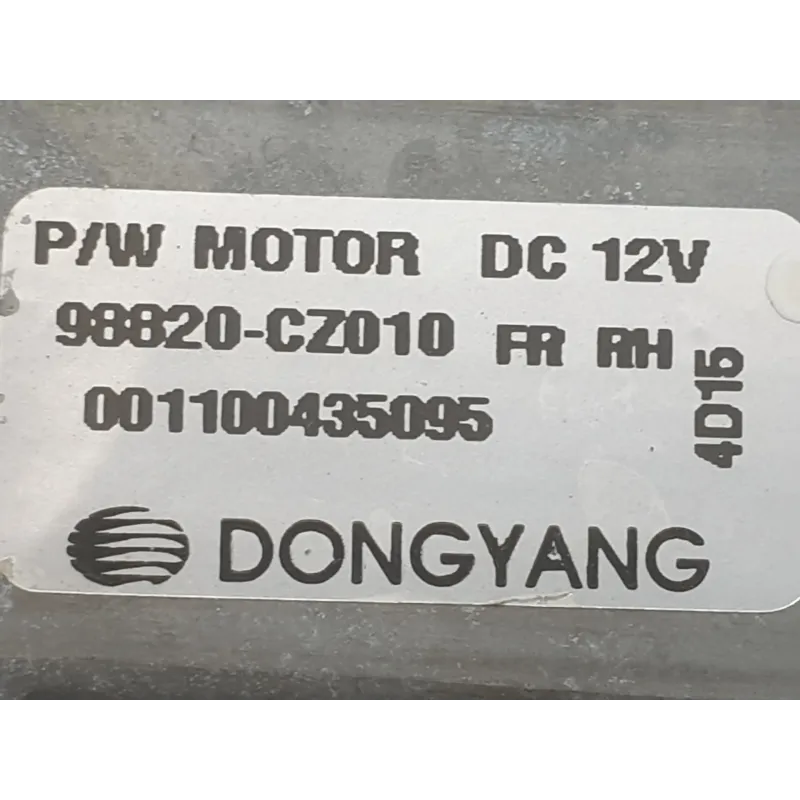 P/W MOTOR DC 12V
98820-CZ010 FR RH
001100435095
4D15
DONGYANG